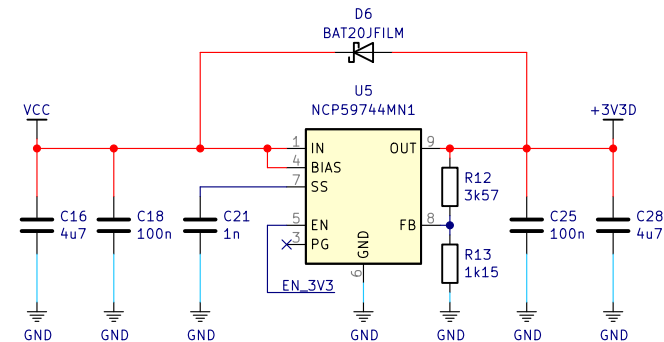 D6
BAT20JFILM
U5
NCP59744MN1
VCC
+3V3D
1 IN
OUT 9
4 BIAS
7 SS
R12
3k57
C16
4u7
C18
100n
C21
1n
5 EN
FB 8
C25
100n
C28
4u7
3 PG
GND
6
R13
1k15
EN_3V3
GND
GND
GND
GND
GND
GND
GND